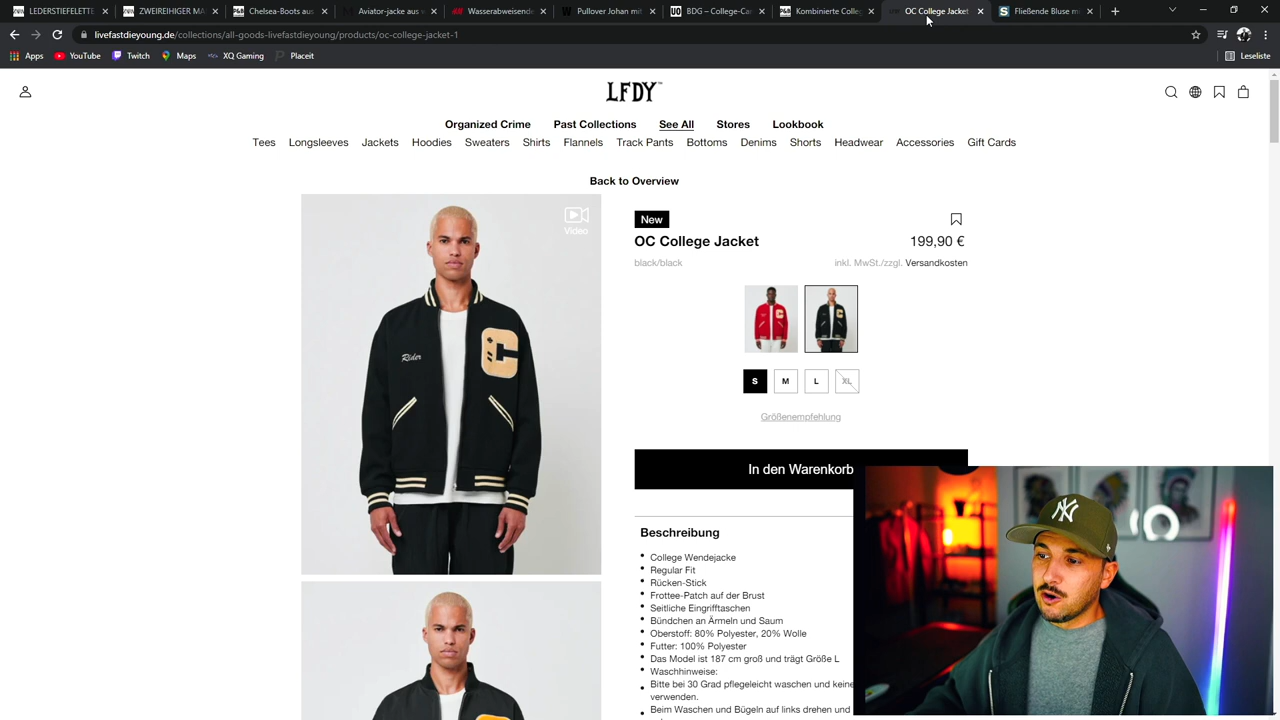 LEDERSTIEFELETTE
ZWEIREIHIGER MA
Chelsea-Boots aus
Aviator-jacke aus
Wasserabweisende
Pullover Johan mit
BDG – College-Ca
Kombinierte Colleg
OC College Jacket
Fließende Bluse mi
livefastdieyoung.de/collections/all-goods-livefastdieyoung/products/oc-college-jacket-1
Apps
YouTube
Twitch
Maps
XQ Gaming
Placeit
Leseliste
LFDY™
Organized Crime
Past Collections
See All
Stores
Lookbook
Tees
Longsleeves
Jackets
Hoodies
Sweaters
Shirts
Flannels
Track Pants
Bottoms
Denims
Shorts
Headwear
Accessories
Gift Cards
Back to Overview
Video
Rider
C
New
OC College Jacket
199,90 €
black/black
inkl. MwSt./zzgl. Versandkosten
S
M
L
XL
Größenempfehlung
In den Warenkorb
Beschreibung
College Wendejacke
Regular Fit
Rücken-Stick
Frottee-Patch auf der Brust
Seitliche Eingrifftaschen
Bündchen an Ärmeln und Saum
Oberstoff: 80% Polyester, 20% Wolle
Futter: 100% Polyester
Das Model ist 187 cm groß und trägt Größe L
Waschhinweise:
Bitte bei 30 Grad pflegeleicht waschen und keine
verwenden.
Beim Waschen und Bügeln auf links drehen und
NY